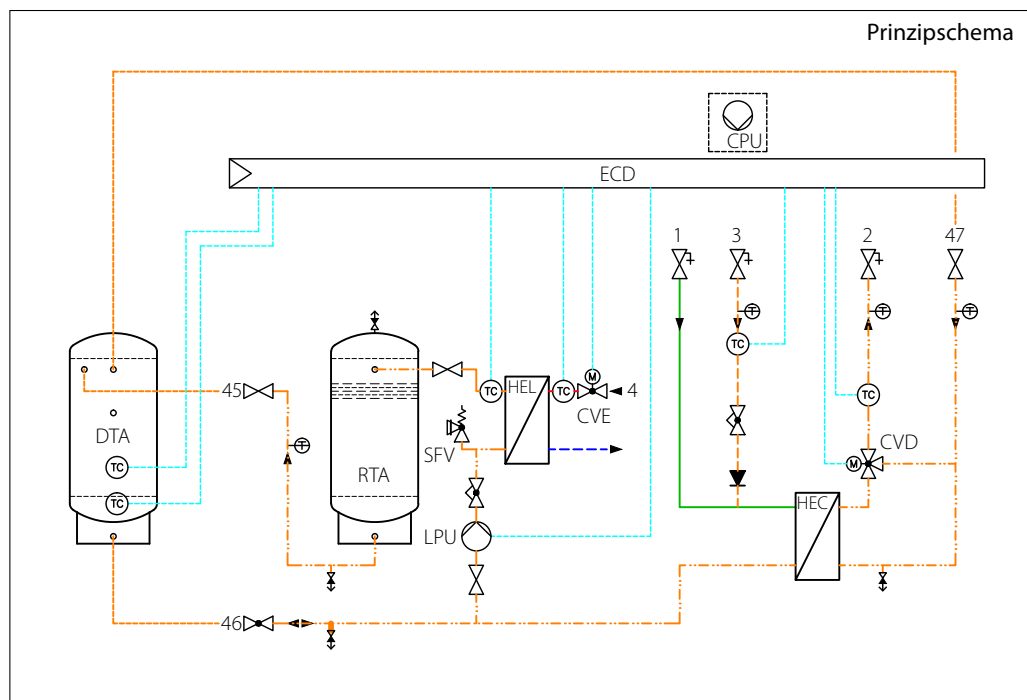 Prinzipschema
CPU
ECD
1
3
2
47
T
T
T
TC
M
TC
HEL
TC
4
45
CVE
TC
DTA
T
SFV
CVD
TC
RTA
M
TC
HEC
LPU
46